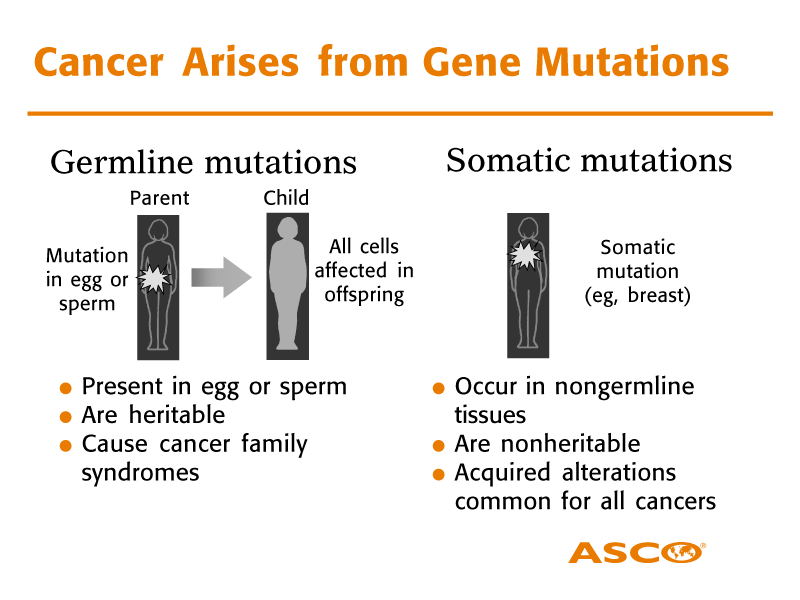 Cancer Arises from Gene Mutations
Germline mutations
Parent
Child
Mutation
in egg or
sperm
All cells
affected in
offspring
● Present in egg or sperm
● Are heritable
● Cause cancer family
syndromes
Somatic mutations
Somatic
mutation
(eg, breast)
● Occur in nongermline
tissues
● Are nonheritable
● Acquired alterations
common for all cancers
ASCO®